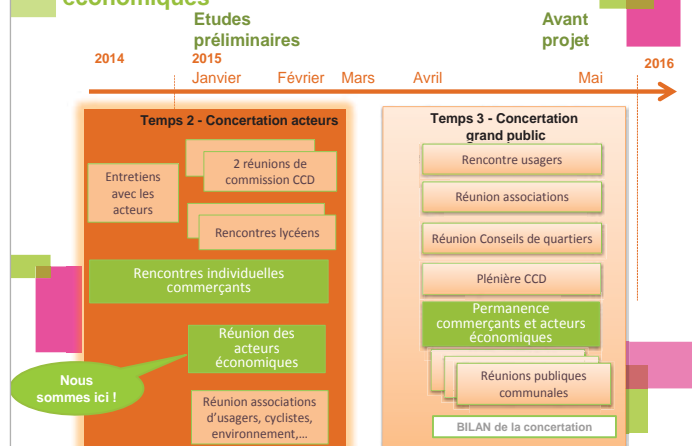 économiques
Etudes
préliminaires
Avant
projet
2014
2015
2016
Janvier
Février
Mars
Avril
Mai
Temps 2 - Concertation acteurs
Entretiens
avec les
acteurs
2 réunions de
commission CCD
Rencontres lycéens
Rencontres individuelles
commerçants
Réunion des
acteurs
économiques
Nous
sommes ici !
Réunion associations
d'usagers, cyclistes,
environnement,...
Temps 3 - Concertation
grand public
Rencontre usagers
Réunion associations
Réunion Conseils de quartiers
Plénière CCD
Permanence
commerçants et acteurs
économiques
Réunions publiques
communales
BILAN de la concertation